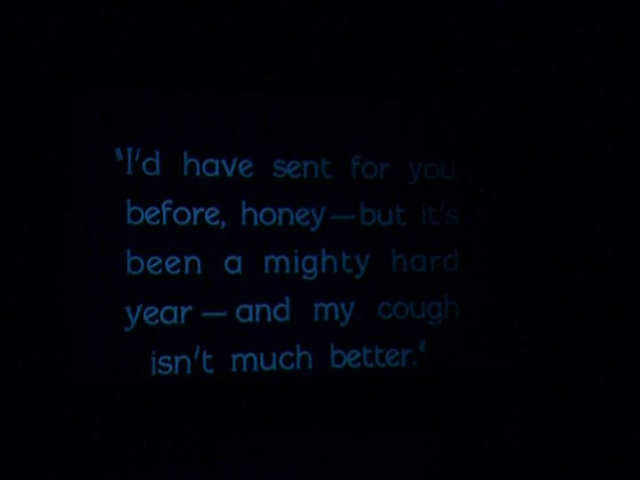 "I'd have sent for you
before, honey—but it's
been a mighty hard
year—and my cough
isn't much better."